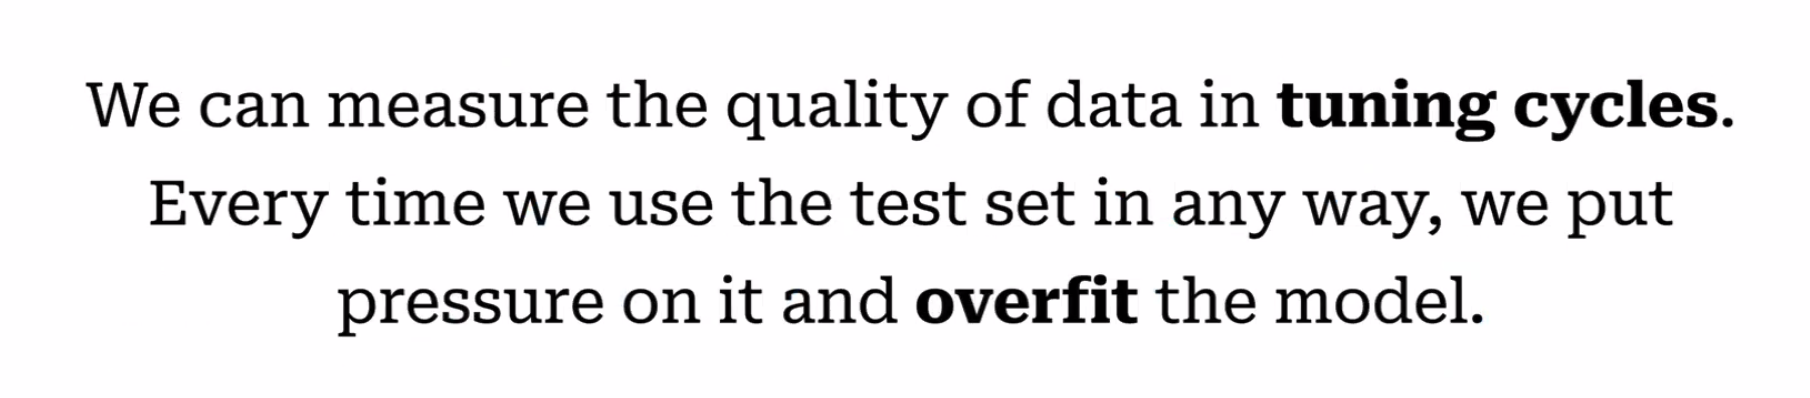 We can measure the quality of data in tuning cycles.
Every time we use the test set in any way, we put
pressure on it and overfit the model.